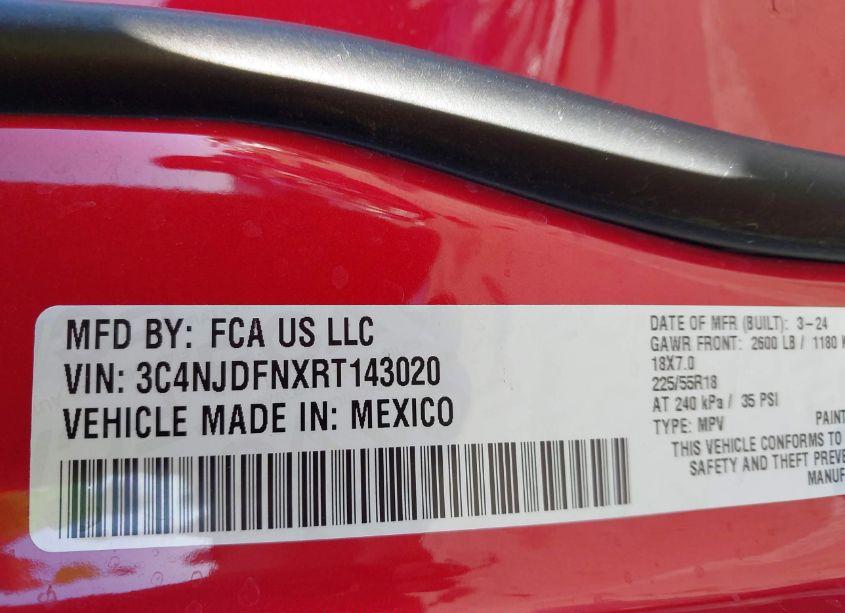 MFD BY: FCA US LLC
VIN: 3C4NJDFNXRT143020
VEHICLE MADE IN: MEXICO
DATE OF MFR (BUILT): 3-24
GAWR FRONT: 2600 LB / 1180 K
18X7.0
225/55R18
AT 240 kPa / 35 PSI
TYPE: MPV PAINT
THIS VEHICLE CONFORMS TO
SAFETY AND THEFT PREVE
MANUF